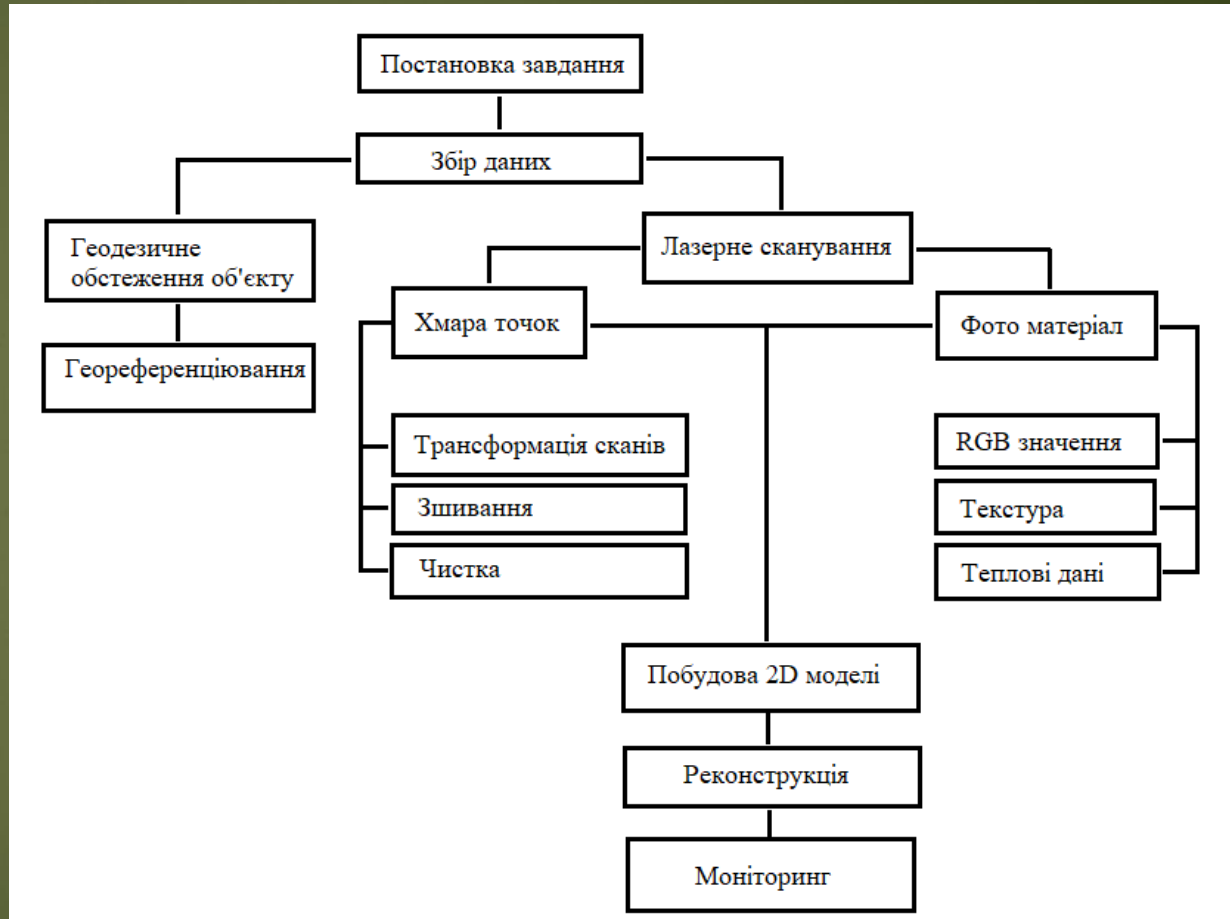 Постановка завдання
Збір даних
Геодезичне
обстеження об'єкту
Лазерне сканування
Геореференціювання
Хмара точок
Фото матеріал
Трансформація сканів
Зшивання
Чистка
RGB значення
Текстура
Теплові дані
Побудова 2D моделі
Реконструкція
Моніторинг